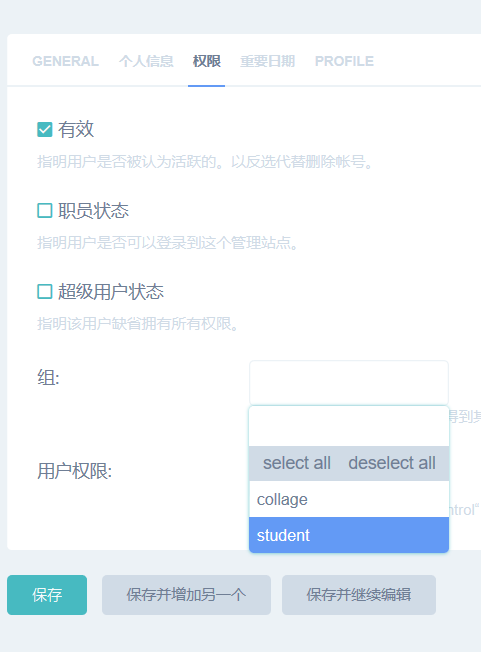 GENERAL 个人信息 权限 重要日期 PROFILE
有效
指明用户是否被认为活跃的。以反选代替删除帐号。
职员状态
指明用户是否可以登录到这个管理站点。
超级用户状态
指明该用户缺省拥有所有权限。
组:
得到
select all deselect all
用户权限:
collage
ntrol"
student
保存 保存并增加另一个 保存并继续编辑